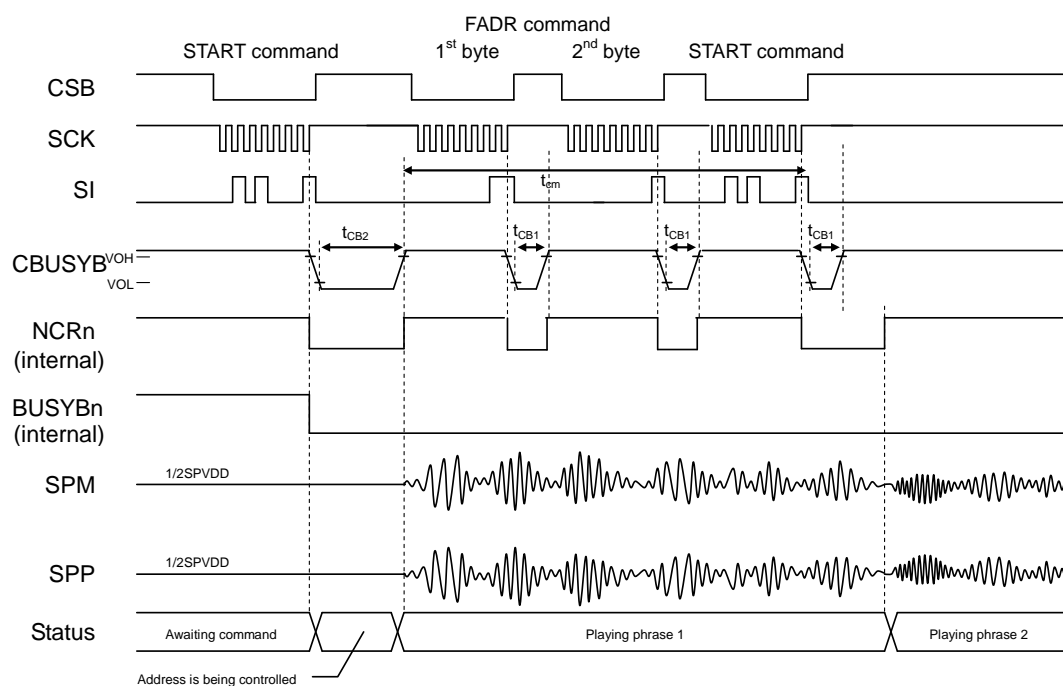 FADR command
START command 1st byte 2nd byte START command
CSB
SCK
SI
tcm
tCB2 tCB1 tCB1 tCB1
CBUSYB VOH
VOL
NCRn
(internal)
BUSYBn
(internal)
1/2SPVDD
SPM
1/2SPVDD
SPP
Status Awaiting command Playing phrase 1 Playing phrase 2
Address is being controlled